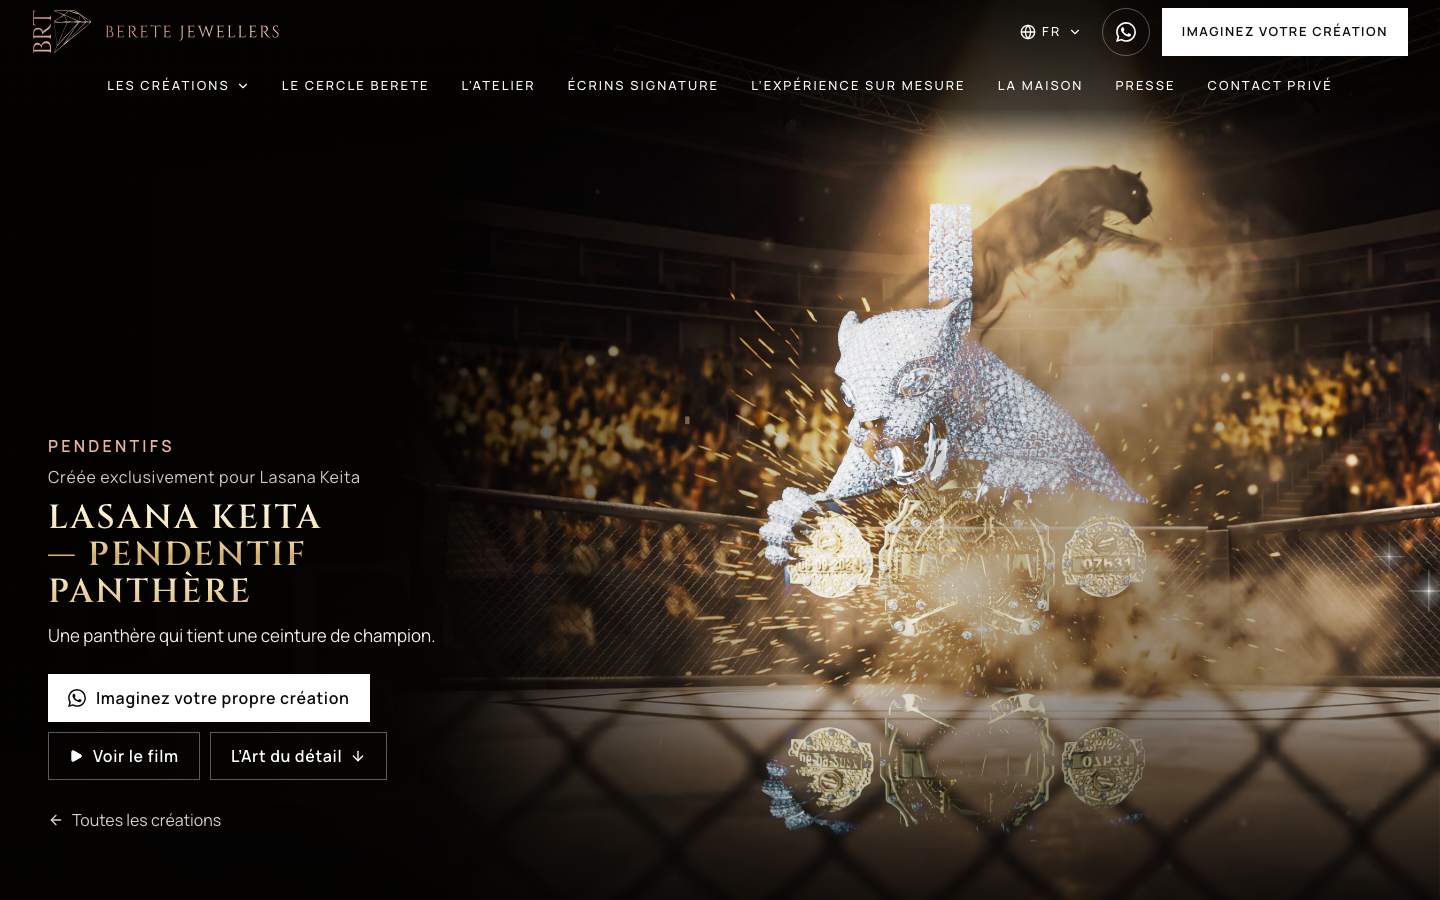 BRT
BERETE JEWELLERS
FR
IMAGINEZ VOTRE CRÉATION
LES CRÉATIONS
LE CERCLE BERETE
L'ATELIER
ÉCRINS SIGNATURE
L'EXPÉRIENCE SUR MESURE
LA MAISON
PRESSE
CONTACT PRIVÉ
PENDENTIFS
Créée exclusivement pour Lasana Keita
LASANA KEITA
— PENDENTIF
PANTHÈRE
Une panthère qui tient une ceinture de champion.
Imaginez votre propre création
Voir le film
L'Art du détail
Toutes les créations
07h31